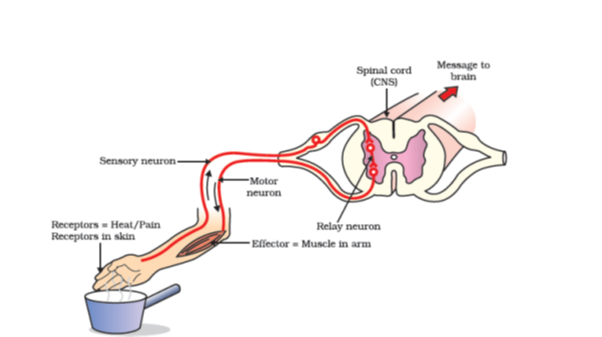 Spinal cord
(CNS)
Message to
brain
Sensory neuron
Motor
neuron
Relay neuron
Receptors = Heat/Pain
Receptors in skin
Effector = Muscle in arm